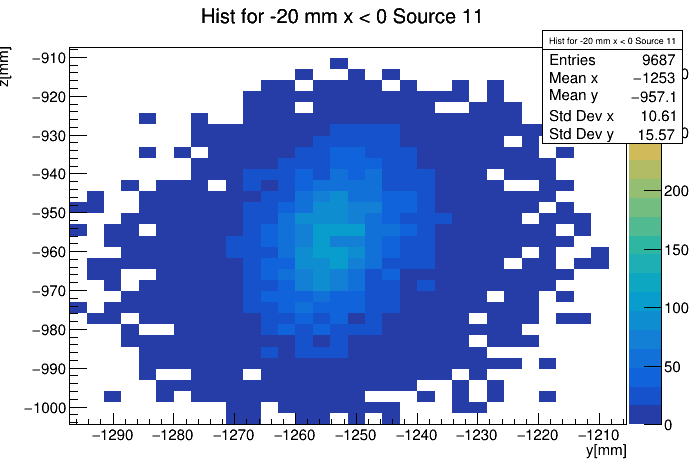 Hist for -20 mm x < 0 Source 11
z[mm]
Hist for -20 mm x < 0 Source 11
Entries 9687
Mean x −1253
Mean y −957.1
Std Dev x 10.61
Std Dev y 15.57
−910
−920
−930
−940
−950
−960
−970
−980
−990
−1000
200
150
100
50
0
−1290 −1280 −1270 −1260 −1250 −1240 −1230 −1220 −1210
y[mm]